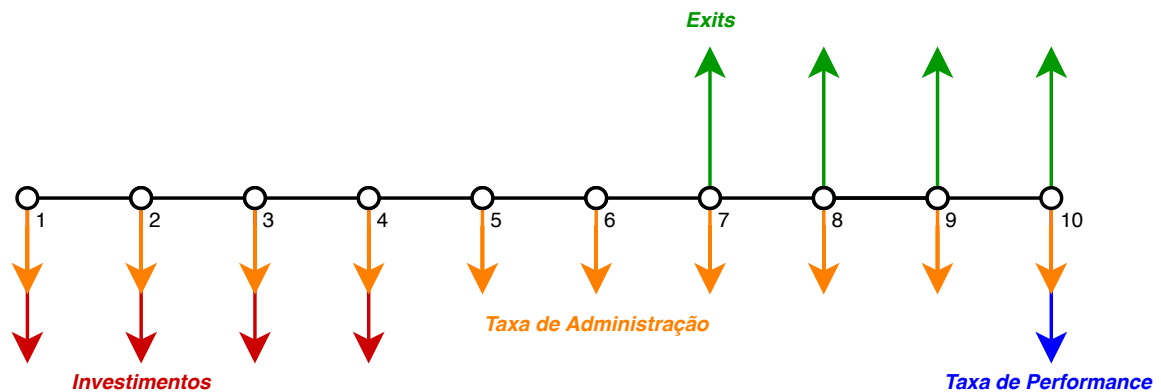 Exits
1 2 3 4 5 6 7 8 9 10
Taxa de Administração
Investimentos
Taxa de Performance